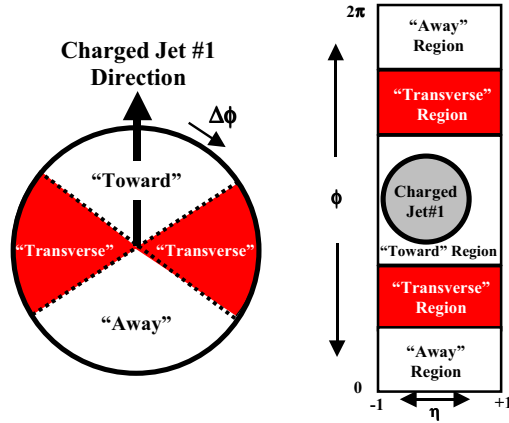 Charged Jet #1
Direction
Δϕ
“Toward”
“Transverse”
“Transverse”
“Away”
2π
“Away”
Region
“Transverse”
Region
ϕ
Charged
Jet#1
“Toward” Region
“Transverse”
Region
“Away”
Region
0
-1
η
+1